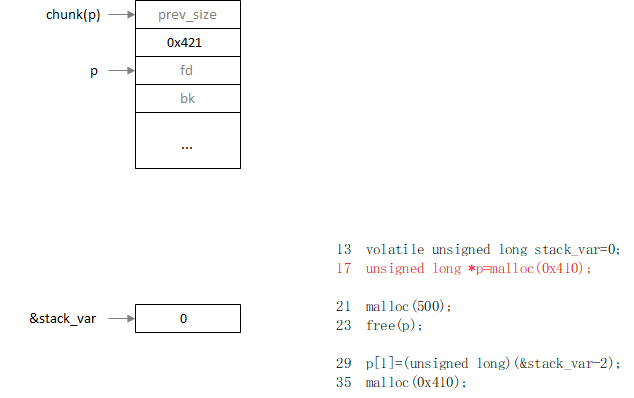 chunk(p)
prev_size
0x421
p
fd
bk
...
&stack_var
0
13 volatile unsigned long stack_var=0;
17 unsigned long *p=malloc(0x410);
21 malloc(500);
23 free(p);
29 p[1]=(unsigned long)(&stack_var-2);
35 malloc(0x410);